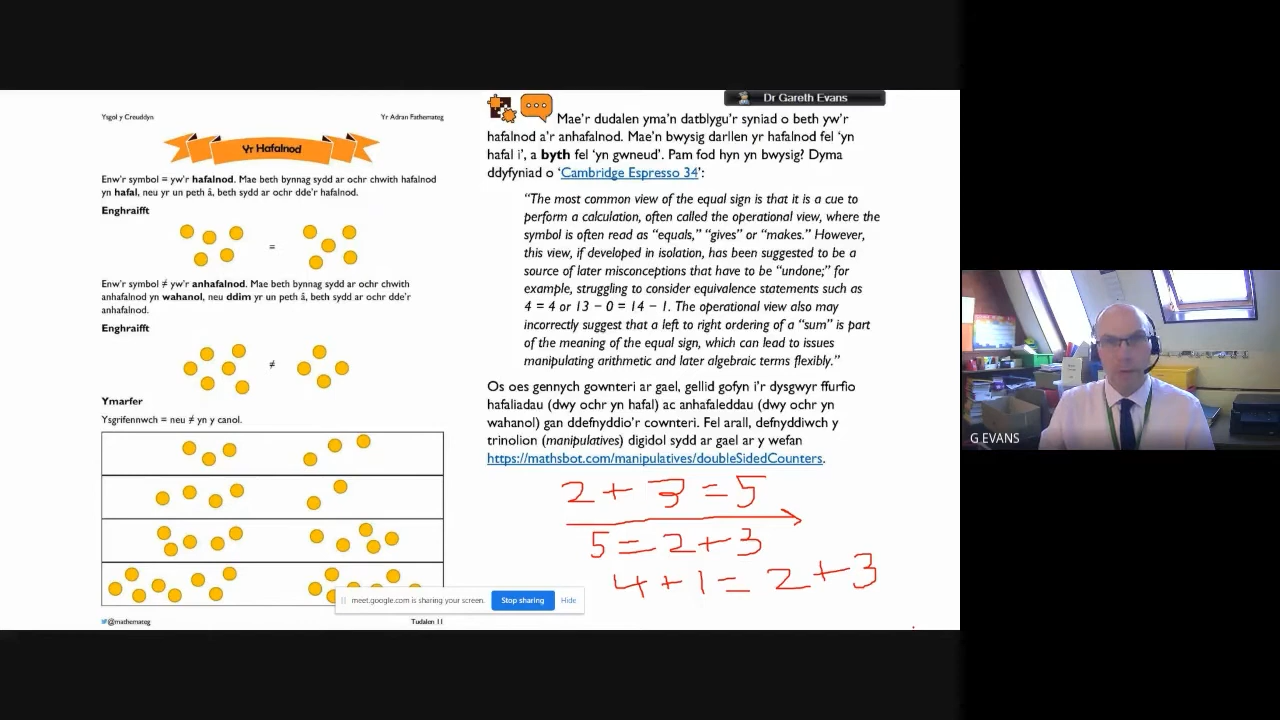 Ysgol y Creuddyn
Yr Adran Fathemateg
Yr Hafalnod
Enw'r symbol = yw'r hafalnod. Mae beth bynnag sydd ar ochr chwith hafalnod
yn hafal, neu yr un peth â, beth sydd ar ochr dde'r hafalnod.
Enghraifft
=
Enw'r symbol ≠ yw'r anhafalnod. Mae beth bynnag sydd ar ochr chwith
anhafalnod yn wahanol, neu ddim yr un peth â, beth sydd ar ochr dde'r
anhafalnod.
Enghraifft
≠
Ymarfer
Ysgrifennwch = neu ≠ yn y canol.
@mathemateg
Tudalen 11
Dr Gareth Evans
Mae'r dudalen yma'n datblygu'r syniad o beth yw'r
hafalnod a'r anhafalnod. Mae'n bwysig darllen yr hafalnod fel 'yn
hafal i', a byth fel 'yn gwneud'. Pam fod hyn yn bwysig? Dyma
ddyfyniad o 'Cambridge Espresso 34':
"The most common view of the equal sign is that it is a cue to
perform a calculation, often called the operational view, where the
symbol is often read as "equals," "gives" or "makes." However,
this view, if developed in isolation, has been suggested to be a
source of later misconceptions that have to be "undone;" for
example, struggling to consider equivalence statements such as
4 = 4 or 13 − 0 = 14 − 1. The operational view also may
incorrectly suggest that a left to right ordering of a "sum" is part
of the meaning of the equal sign, which can lead to issues
manipulating arithmetic and later algebraic terms flexibly."
Os oes gennych gownteri ar gael, gellid gofyn i'r dysgwyr ffurfio
hafaliadau (dwy ochr yn hafal) ac anhafaleddau (dwy ochr yn
wahanol) gan ddefnyddio'r cownteri. Fel arall, defnyddiwch y
trinolion (manipulatives) digidol sydd ar gael ar y wefan
https://mathsbot.com/manipulatives/doubleSidedCounters.
2 + 3 = 5
5 = 2 + 3
4 + 1 = 2 + 3
meet.google.com is sharing your screen.
Stop sharing
Hide
G EVANS